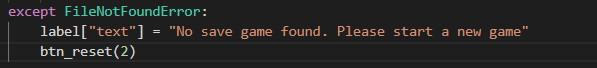 except FileNotFoundError:
    label["text"] = "No save game found. Please start a new game"
    btn_reset(2)